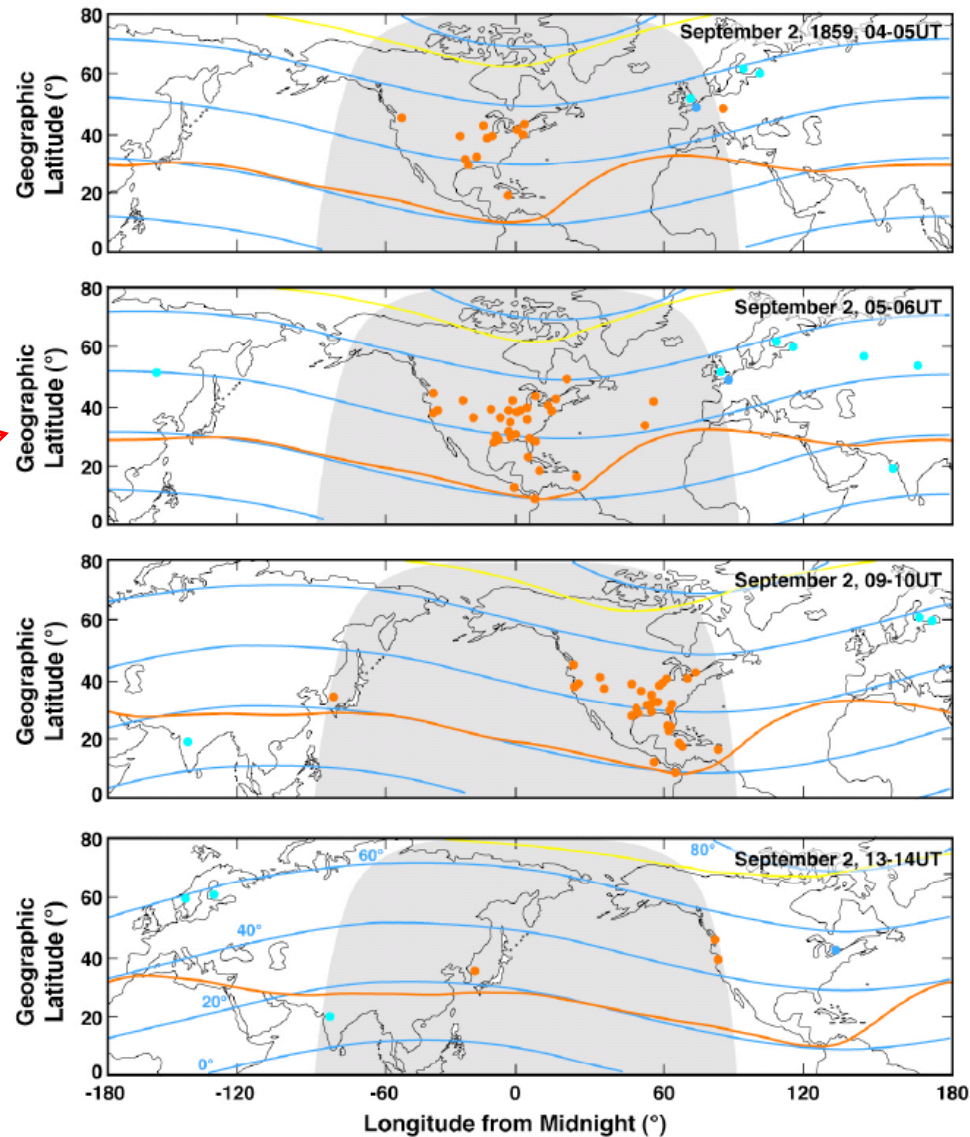 80
60
40
20
0
Geographic
Latitude (°)
September 2, 1859, 04-05UT
80
60
40
20
0
Geographic
Latitude (°)
September 2, 05-06UT
80
60
40
20
0
Geographic
Latitude (°)
September 2, 09-10UT
80
60
40
20
0
Geographic
Latitude (°)
September 2, 13-14UT
80°
60°
40°
20°
0°
-180 -120 -60 0 60 120 180
Longitude from Midnight (°)